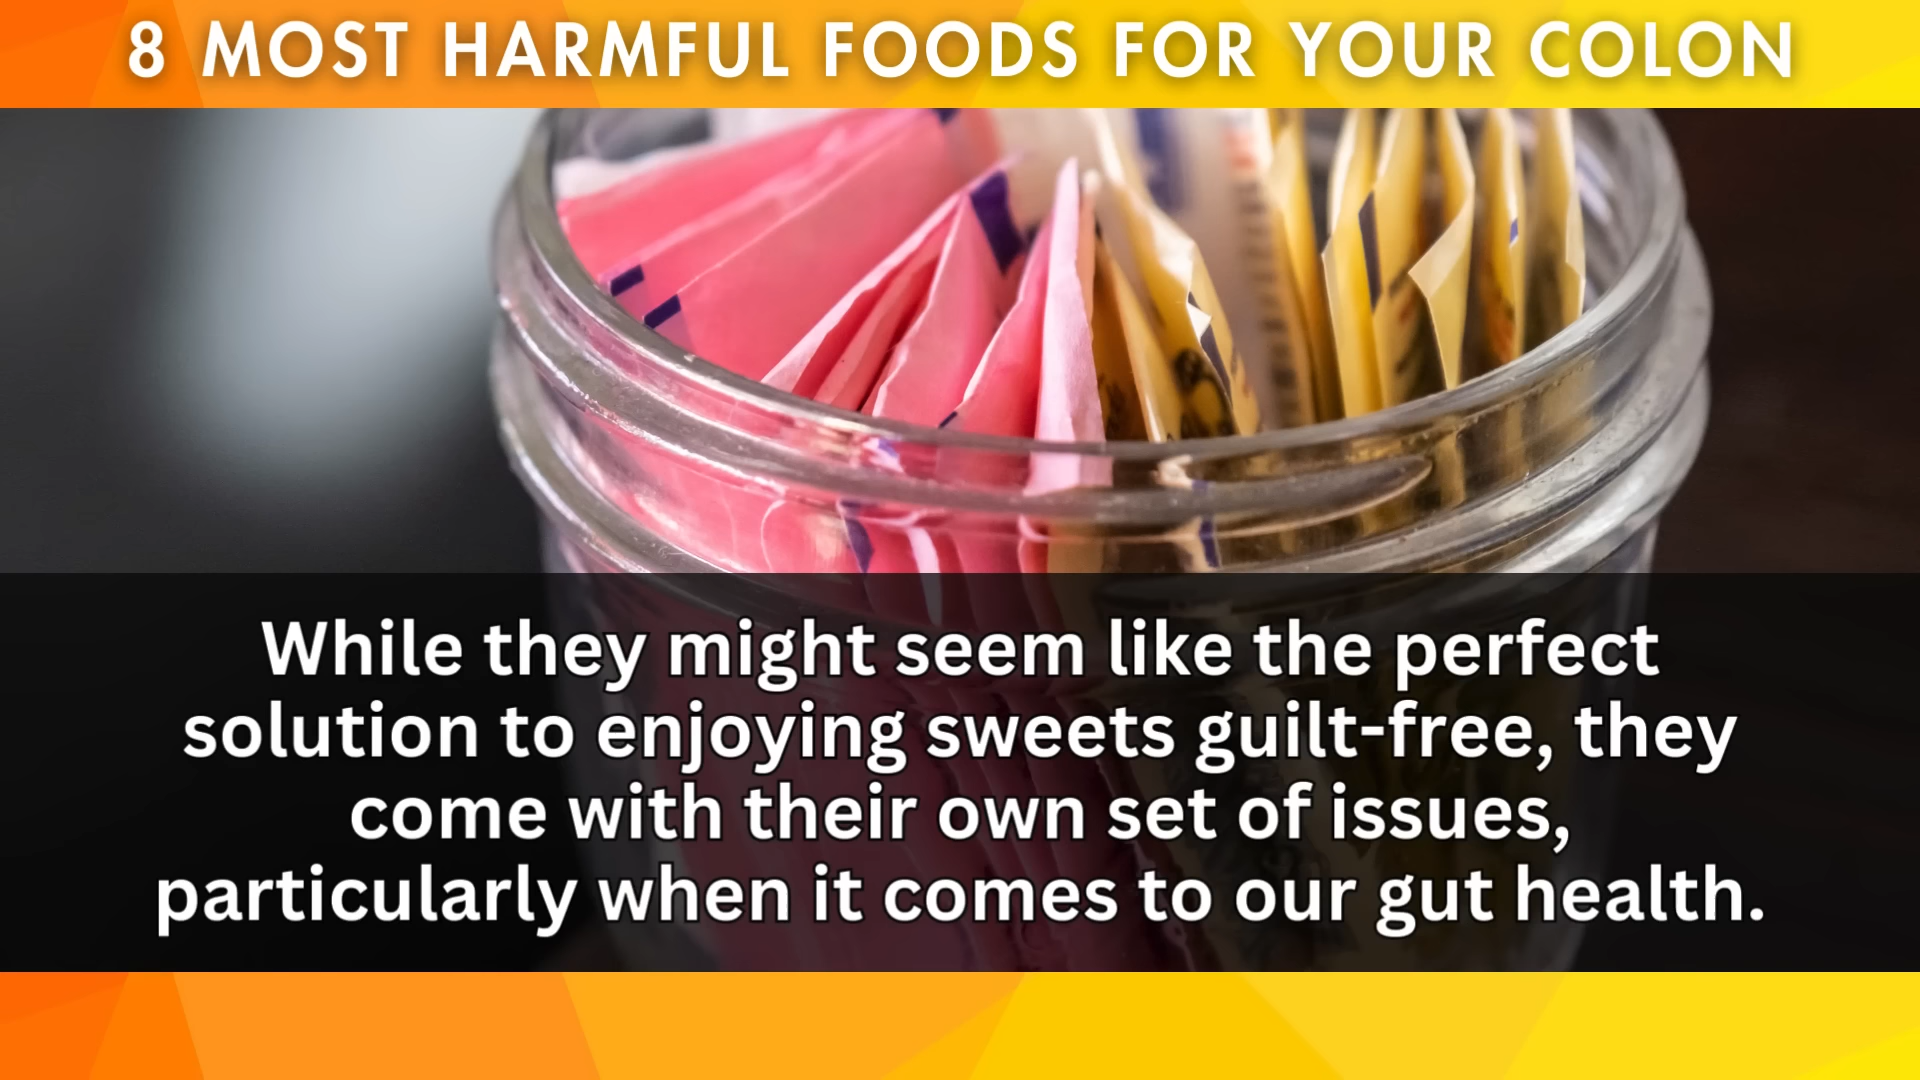 8 MOST HARMFUL FOODS FOR YOUR COLON
While they might seem like the perfect
solution to enjoying sweets guilt-free, they
come with their own set of issues,
particularly when it comes to our gut health.